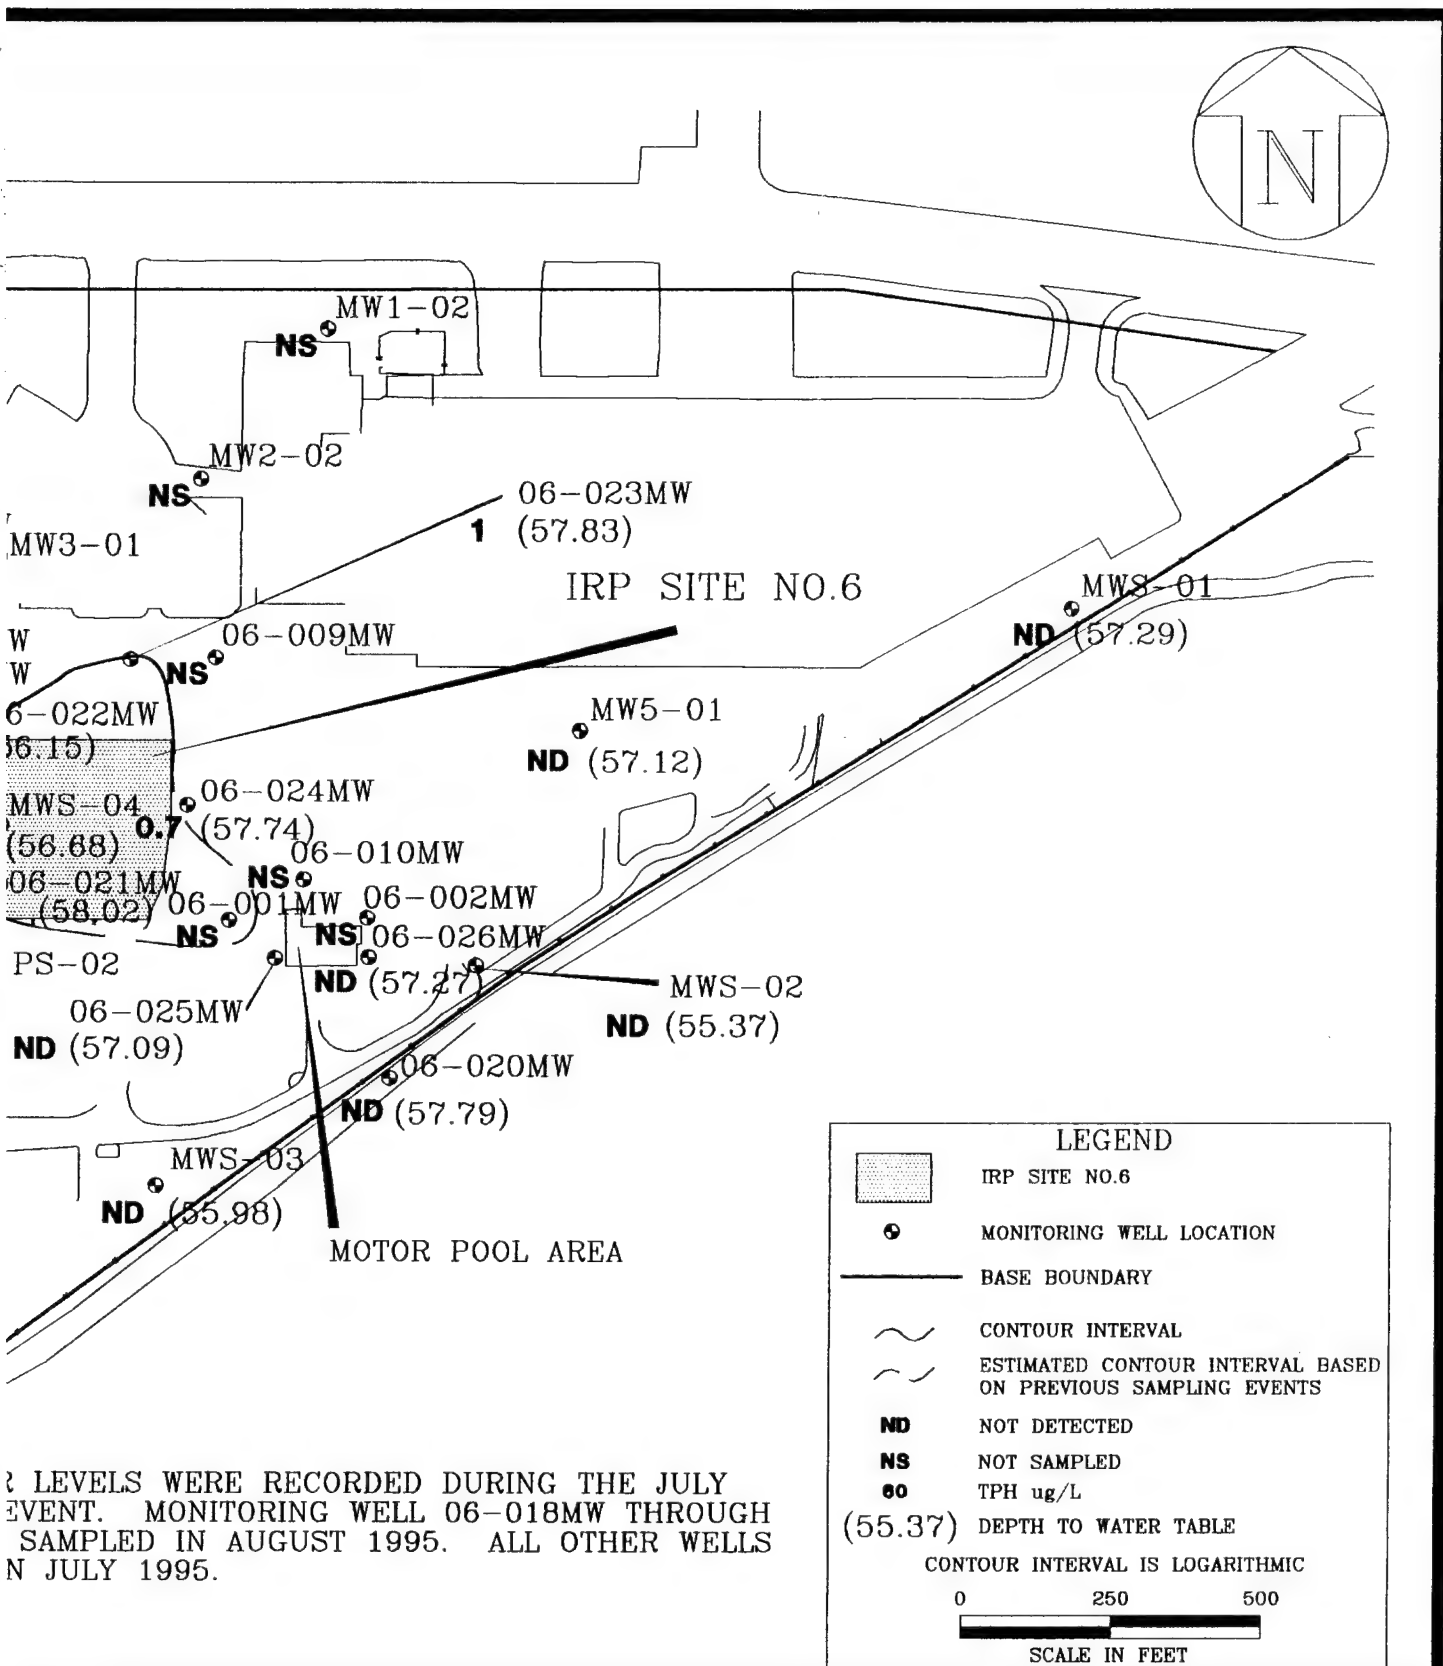 N
MW1-02
NS
MW2-02
NS
06-023MW
1 (57.83)
MW3-01
IRP SITE NO.6
MWS-01
ND (57.29)
W
06-009MW
W
NS
6-022MW
6.15)
MW5-01
ND (57.12)
MWS-04
06-024MW
0.7 (57.74)
(56.68)
06-010MW
NS
06-021MW
(58.02)
06-001MW
NS
06-002MW
NS
06-026MW
ND (57.27)
PS-02
MWS-02
ND (55.37)
06-025MW
ND (57.09)
06-020MW
ND (57.79)
MWS-03
ND (55.98)
MOTOR POOL AREA
R LEVELS WERE RECORDED DURING THE JULY
EVENT. MONITORING WELL 06-018MW THROUGH
SAMPLED IN AUGUST 1995. ALL OTHER WELLS
N JULY 1995.
LEGEND
IRP SITE NO.6
MONITORING WELL LOCATION
BASE BOUNDARY
CONTOUR INTERVAL
ESTIMATED CONTOUR INTERVAL BASED
ON PREVIOUS SAMPLING EVENTS
ND NOT DETECTED
NS NOT SAMPLED
60 TPH ug/L
(55.37) DEPTH TO WATER TABLE
CONTOUR INTERVAL IS LOGARITHMIC
0 250 500
SCALE IN FEET